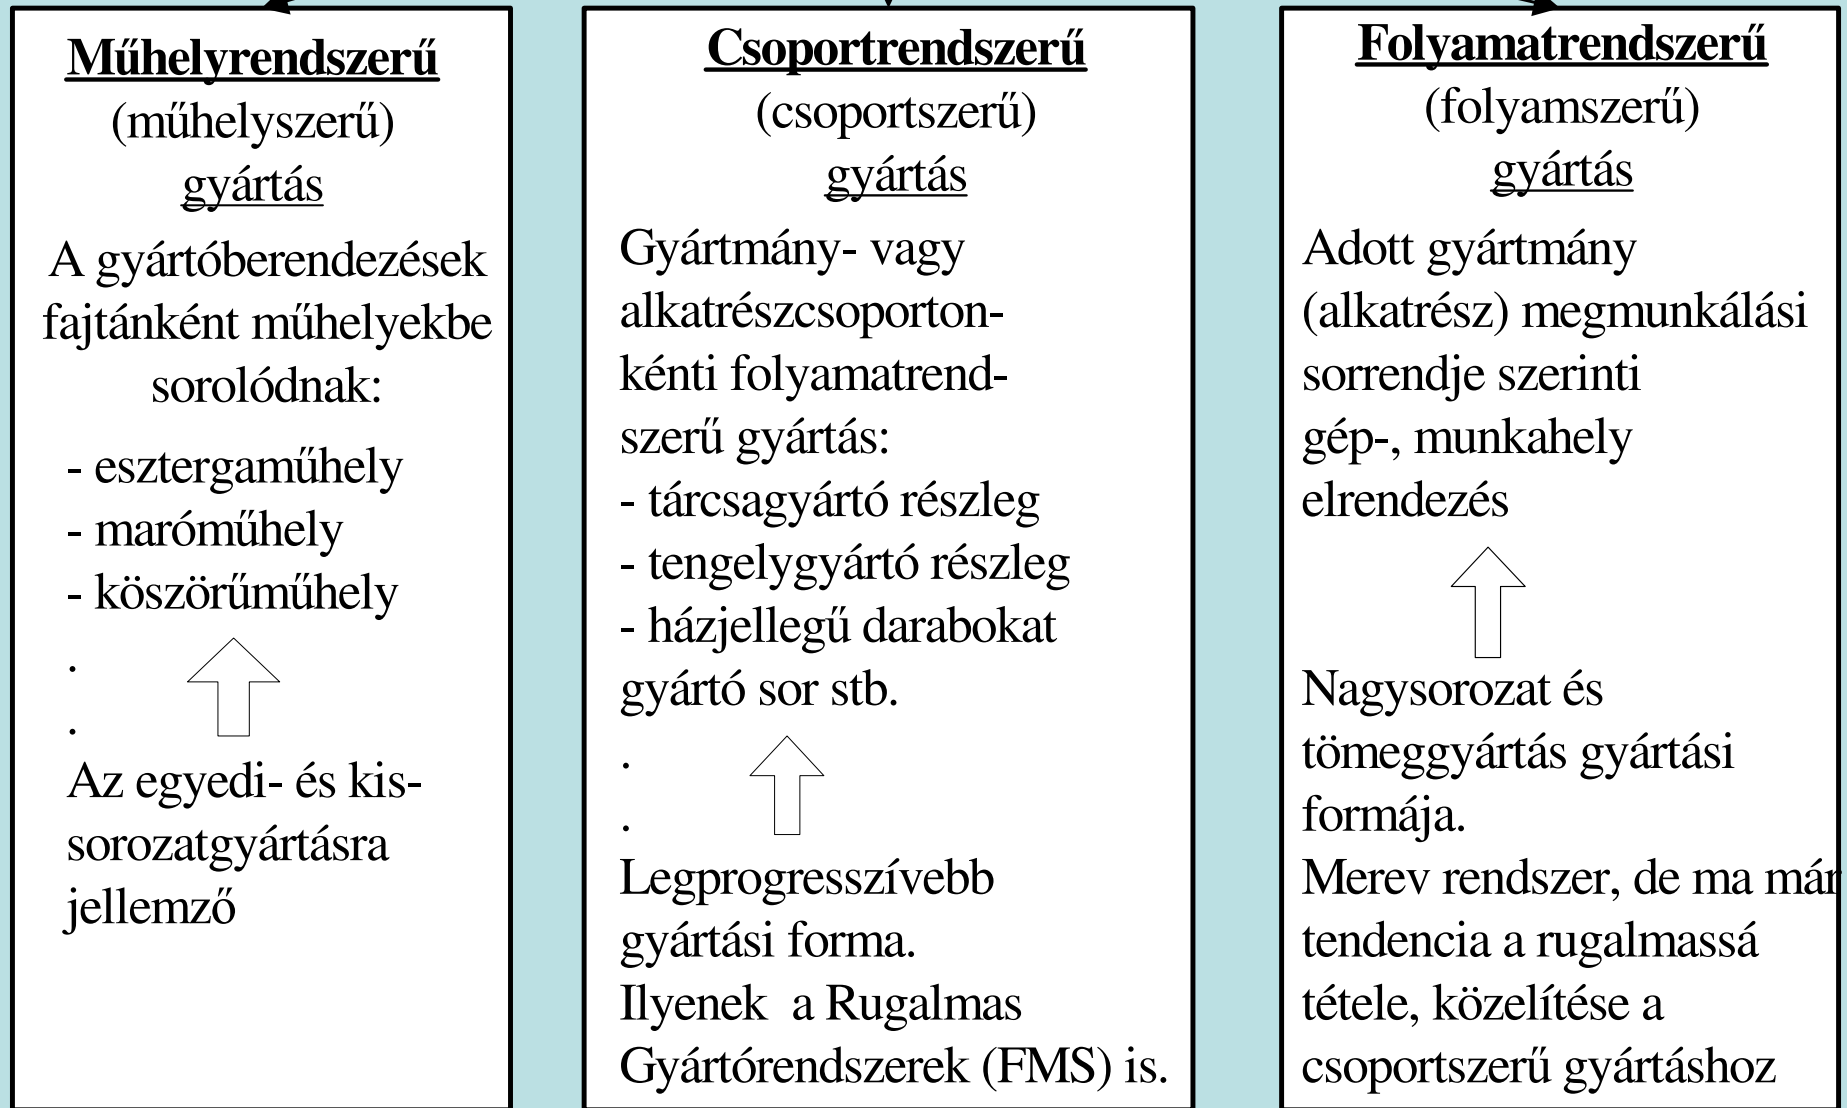 Műhelyrendszerű
(műhelyszerű)
gyártás
A gyártóberendezések
fajtánként műhelyekbe
sorolódnak:
- esztergaműhely
- maróműhely
- köszörűműhely
.
.
Az egyedi- és kis-
sorozatgyártásra
jellemző
Csoportrendszerű
(csoportszerű)
gyártás
Gyártmány- vagy
alkatrészcsoporton-
kénti folyamatrend-
szerű gyártás:
- tárcsagyártó részleg
- tengelygyártó részleg
- házjellegű darabokat
gyártó sor stb.
.
.
Legprogresszívebb
gyártási forma.
Ilyenek a Rugalmas
Gyártórendszerek (FMS) is.
Folyamatrendszerű
(folyamszerű)
gyártás
Adott gyártmány
(alkatrész) megmunkálási
sorrendje szerinti
gép-, munkahely
elrendezés
Nagysorozat és
tömeggyártás gyártási
formája.
Merev rendszer, de ma már
tendencia a rugalmassá
tétele, közelítése a
csoportszerű gyártáshoz